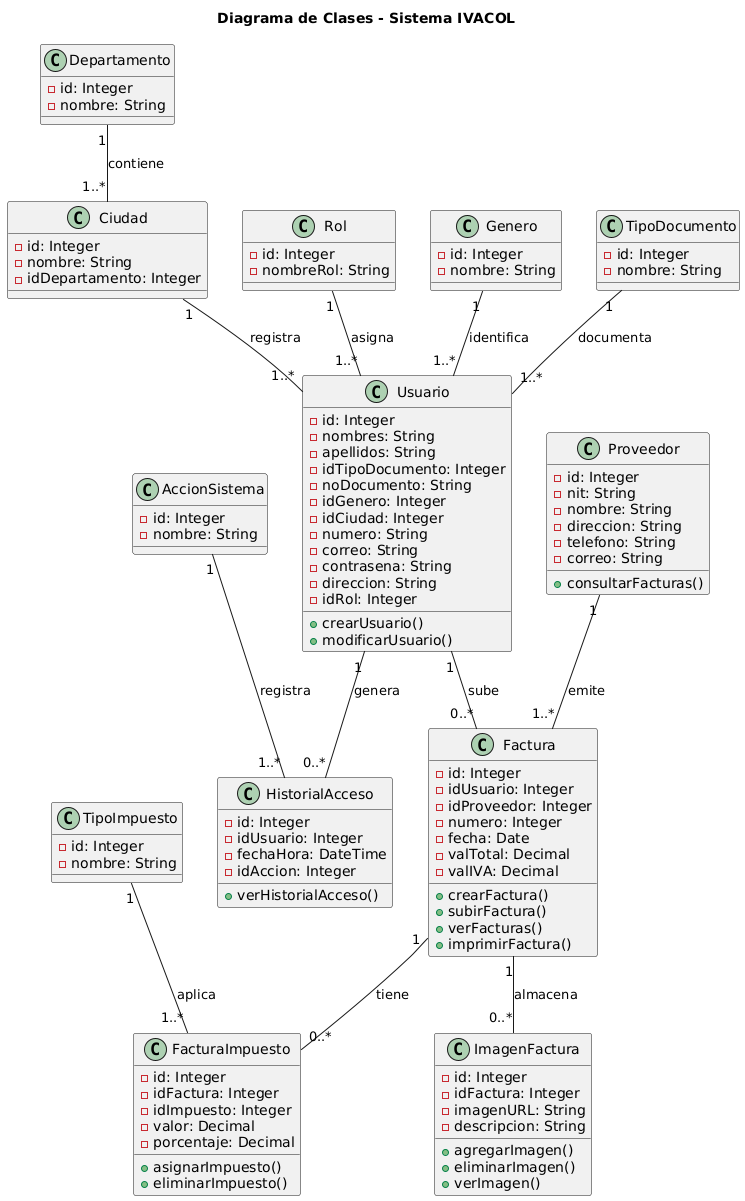 Diagrama de Clases - Sistema IVACOL
C Departamento
id: Integer
nombre: String
1
contiene
1..*
C Ciudad
id: Integer
nombre: String
idDepartamento: Integer
C Rol
id: Integer
nombreRol: String
C Genero
id: Integer
nombre: String
C TipoDocumento
id: Integer
nombre: String
1
registra
1..*
1
asigna
1..*
1
identifica
1..*
1
documenta
1..*
C Usuario
id: Integer
nombres: String
apellidos: String
idTipoDocumento: Integer
noDocumento: String
idGenero: Integer
idCiudad: Integer
numero: String
correo: String
contrasena: String
direccion: String
idRol: Integer
crearUsuario()
modificarUsuario()
C Proveedor
id: Integer
nit: String
nombre: String
direccion: String
telefono: String
correo: String
consultarFacturas()
C AccionSistema
id: Integer
nombre: String
1
registra
1..*
1
genera
0..*
1
sube
0..*
1
emite
1..*
C HistorialAcceso
id: Integer
idUsuario: Integer
fechaHora: DateTime
idAccion: Integer
verHistorialAcceso()
C Factura
id: Integer
idUsuario: Integer
idProveedor: Integer
numero: Integer
fecha: Date
valTotal: Decimal
valIVA: Decimal
crearFactura()
subirFactura()
verFacturas()
imprimirFactura()
C TipoImpuesto
id: Integer
nombre: String
1
aplica
1..*
1
tiene
0..*
1
almacena
0..*
C FacturaImpuesto
id: Integer
idFactura: Integer
idImpuesto: Integer
valor: Decimal
porcentaje: Decimal
asignarImpuesto()
eliminarImpuesto()
C ImagenFactura
id: Integer
idFactura: Integer
imagenURL: String
descripcion: String
agregarImagen()
eliminarImagen()
verImagen()